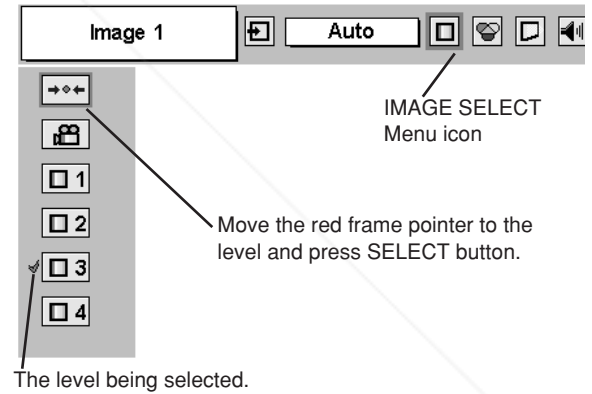 Image 1
Auto
IMAGE SELECT
Menu icon
1
2
Move the red frame pointer to the
level and press SELECT button.
3
4
The level being selected.